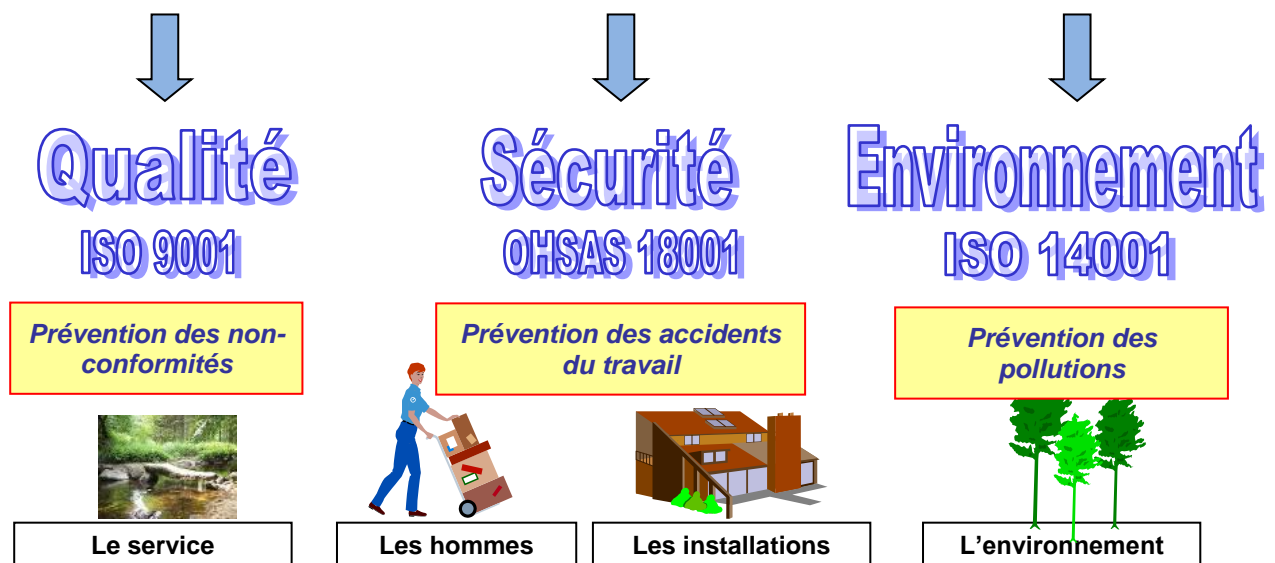 Qualité
ISO 9001
Prévention des non-
conformités
Le service
Sécurité
OHSAS 18001
Prévention des accidents
du travail
Les hommes
Les installations
Environnement
ISO 14001
Prévention des
pollutions
L'environnement